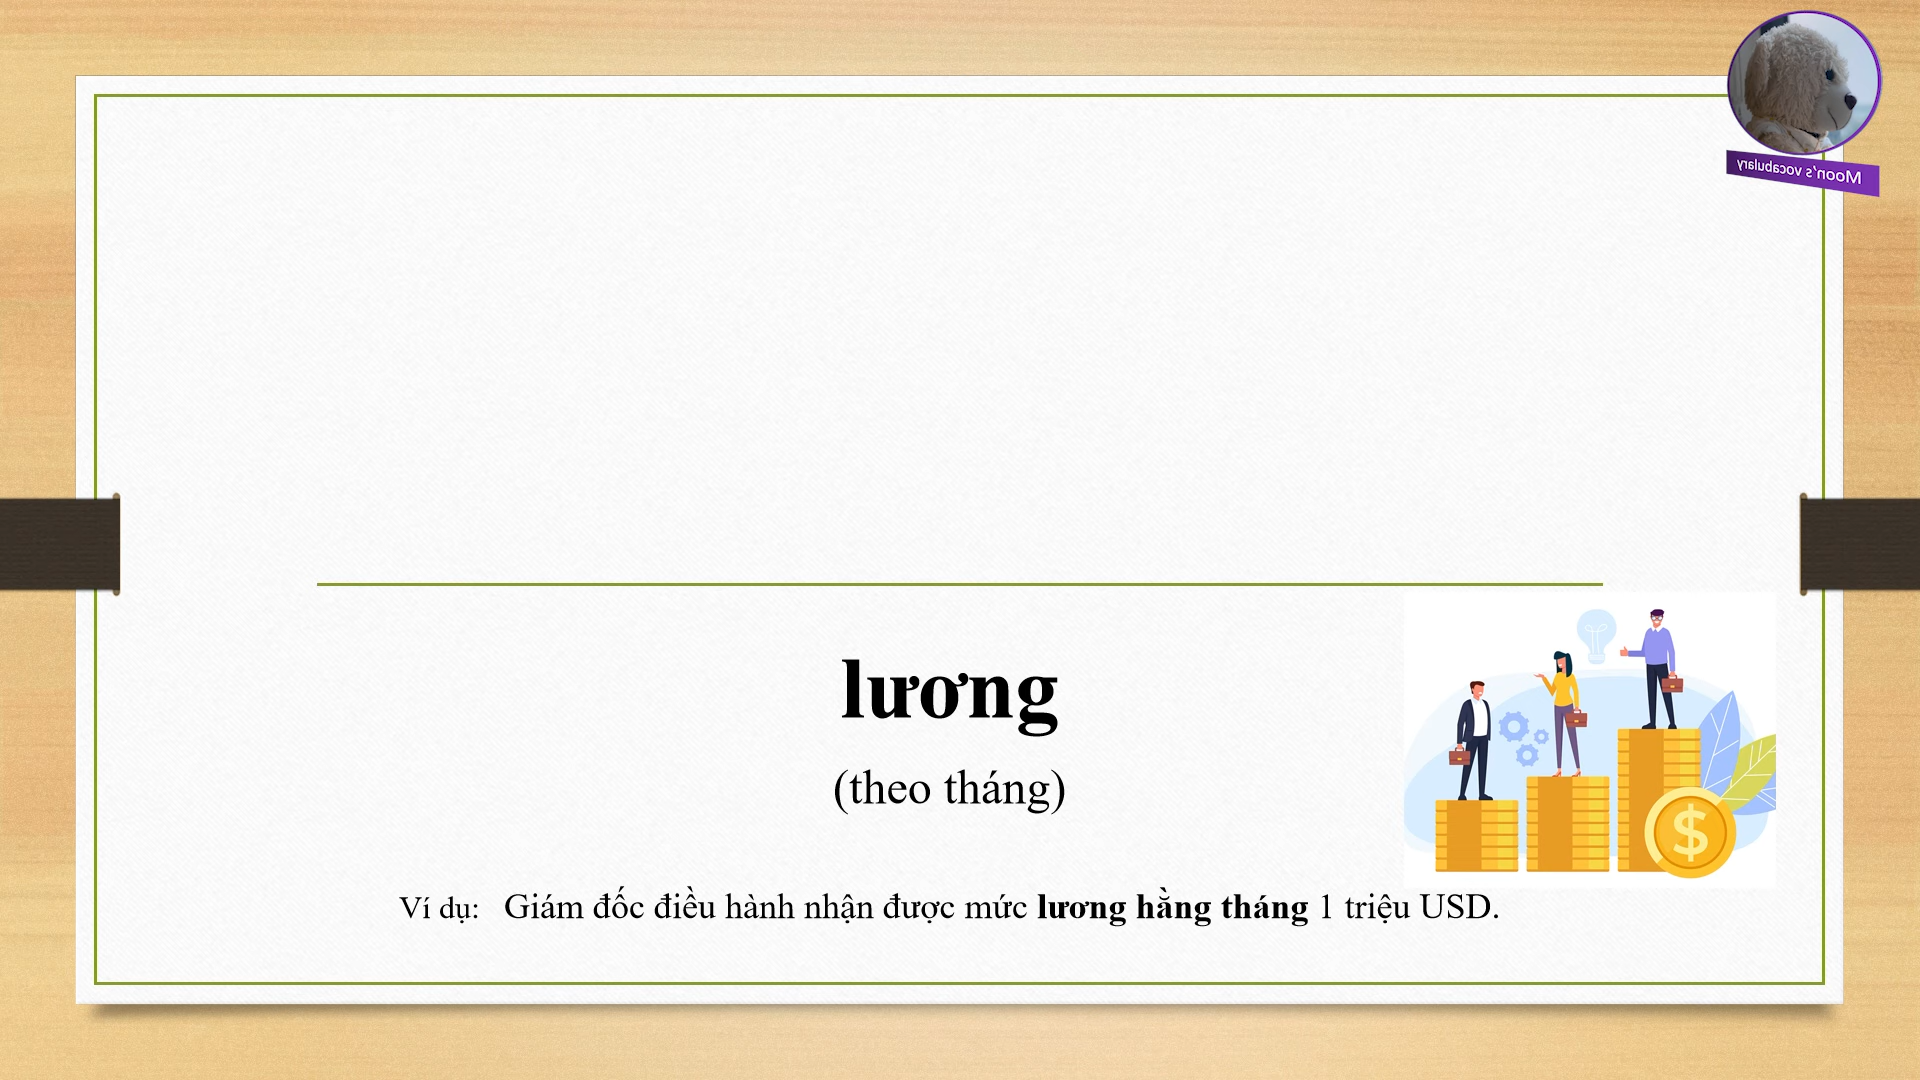 Moon's vocabulary
lương
(theo tháng)
Ví dụ: Giám đốc điều hành nhận được mức lương hằng tháng 1 triệu USD.
$